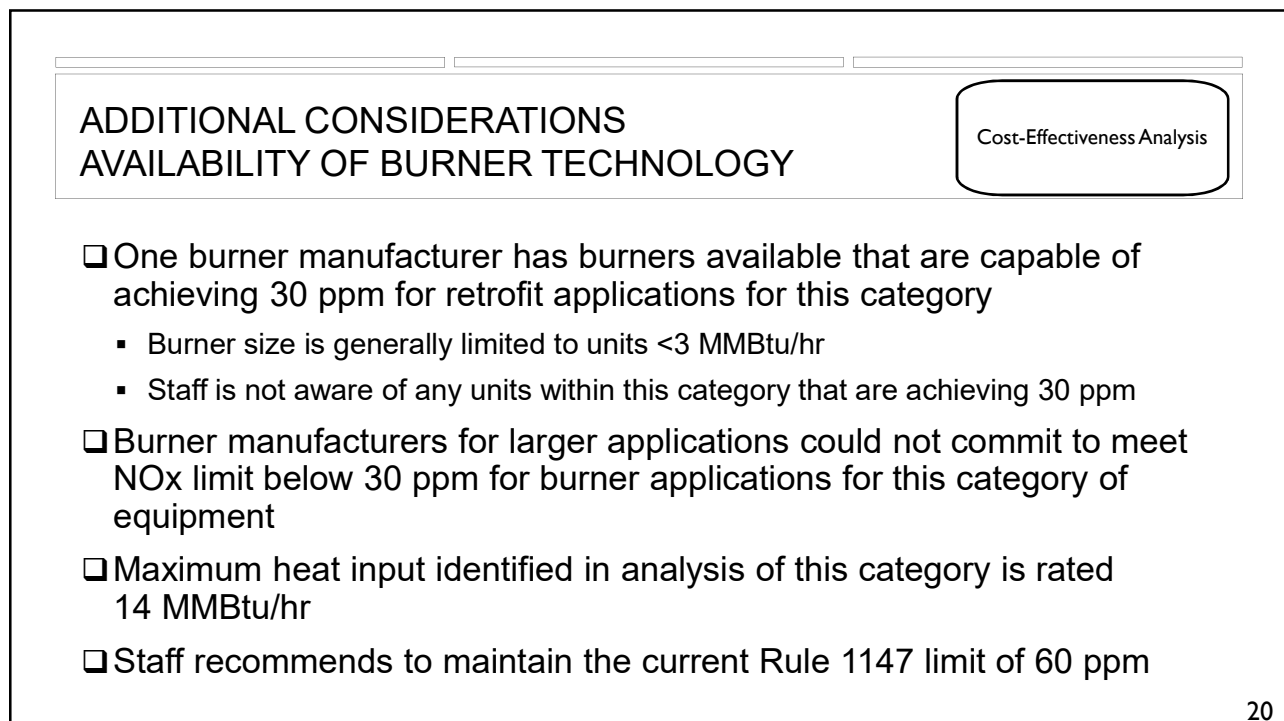 ADDITIONAL CONSIDERATIONS
AVAILABILITY OF BURNER TECHNOLOGY
Cost-Effectiveness Analysis
❑One burner manufacturer has burners available that are capable of
achieving 30 ppm for retrofit applications for this category
▪ Burner size is generally limited to units <3 MMBtu/hr
▪ Staff is not aware of any units within this category that are achieving 30 ppm
❑Burner manufacturers for larger applications could not commit to meet
NOx limit below 30 ppm for burner applications for this category of
equipment
❑Maximum heat input identified in analysis of this category is rated
14 MMBtu/hr
❑Staff recommends to maintain the current Rule 1147 limit of 60 ppm
20